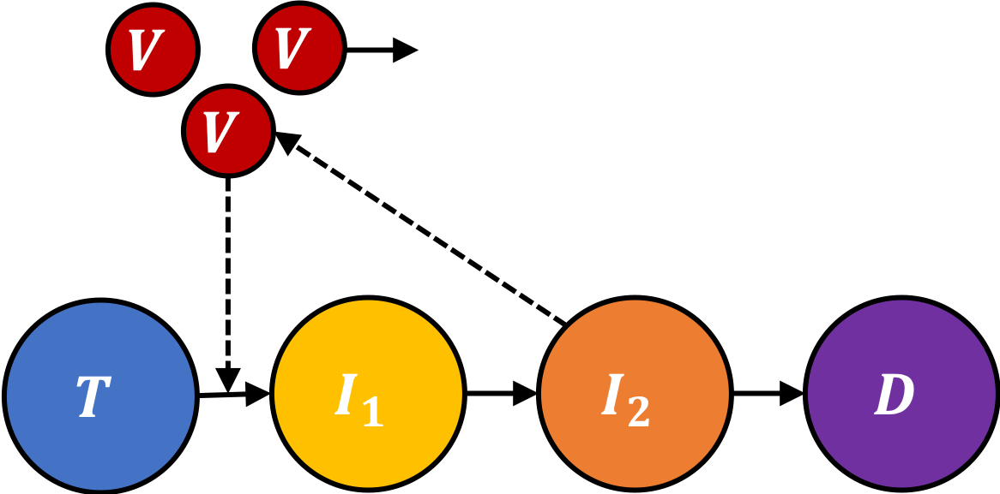 V V
V
T I₁ I₂ D